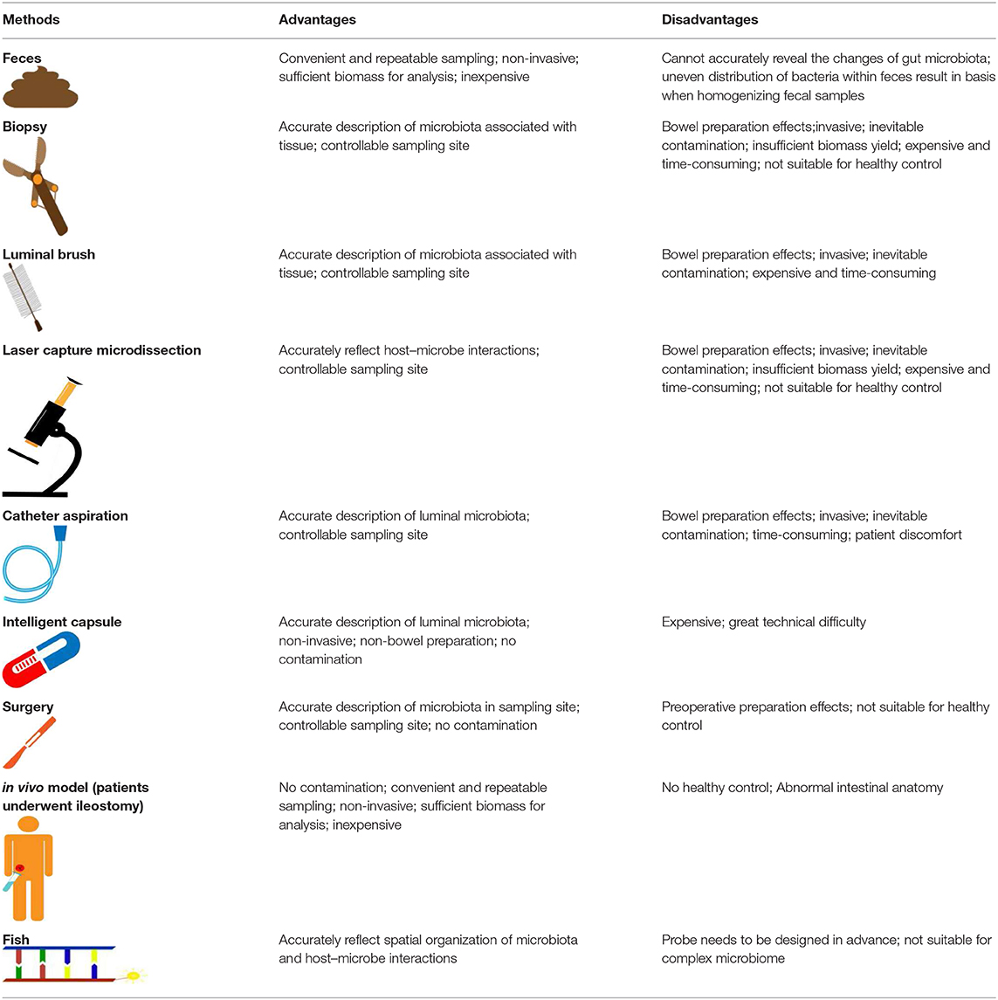 Methods Advantages Disadvantages
Feces Convenient and repeatable sampling; non-invasive; Cannot accurately reveal the changes of gut microbiota;
sufficient biomass for analysis; inexpensive uneven distribution of bacteria within feces result in basis
when homogenizing fecal samples
Biopsy Accurate description of microbiota associated with Bowel preparation effects;invasive; inevitable
tissue; controllable sampling site contamination; insufficient biomass yield; expensive and
time-consuming; not suitable for healthy control
Luminal brush Accurate description of microbiota associated with Bowel preparation effects; invasive; inevitable
tissue; controllable sampling site contamination; expensive and time-consuming
Laser capture microdissection Accurately reflect host–microbe interactions; Bowel preparation effects; invasive; inevitable
controllable sampling site contamination; insufficient biomass yield; expensive and
time-consuming; not suitable for healthy control
Catheter aspiration Accurate description of luminal microbiota; Bowel preparation effects; invasive; inevitable
controllable sampling site contamination; time-consuming; patient discomfort
Intelligent capsule Accurate description of luminal microbiota; Expensive; great technical difficulty
non-invasive; non-bowel preparation; no
contamination
Surgery Accurate description of microbiota in sampling site; Preoperative preparation effects; not suitable for healthy
controllable sampling site; no contamination control
in vivo model (patients No contamination; convenient and repeatable No healthy control; Abnormal intestinal anatomy
underwent ileostomy) sampling; non-invasive; sufficient biomass for
analysis; inexpensive
Fish Accurately reflect spatial organization of microbiota Probe needs to be designed in advance; not suitable for
and host–microbe interactions complex microbiome